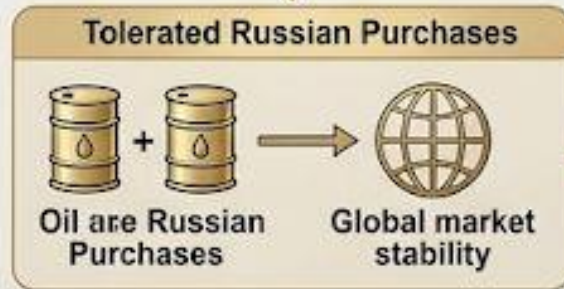 Tolerated Russian Purchases
+
Oil are Russian
Purchases
Global market
stability